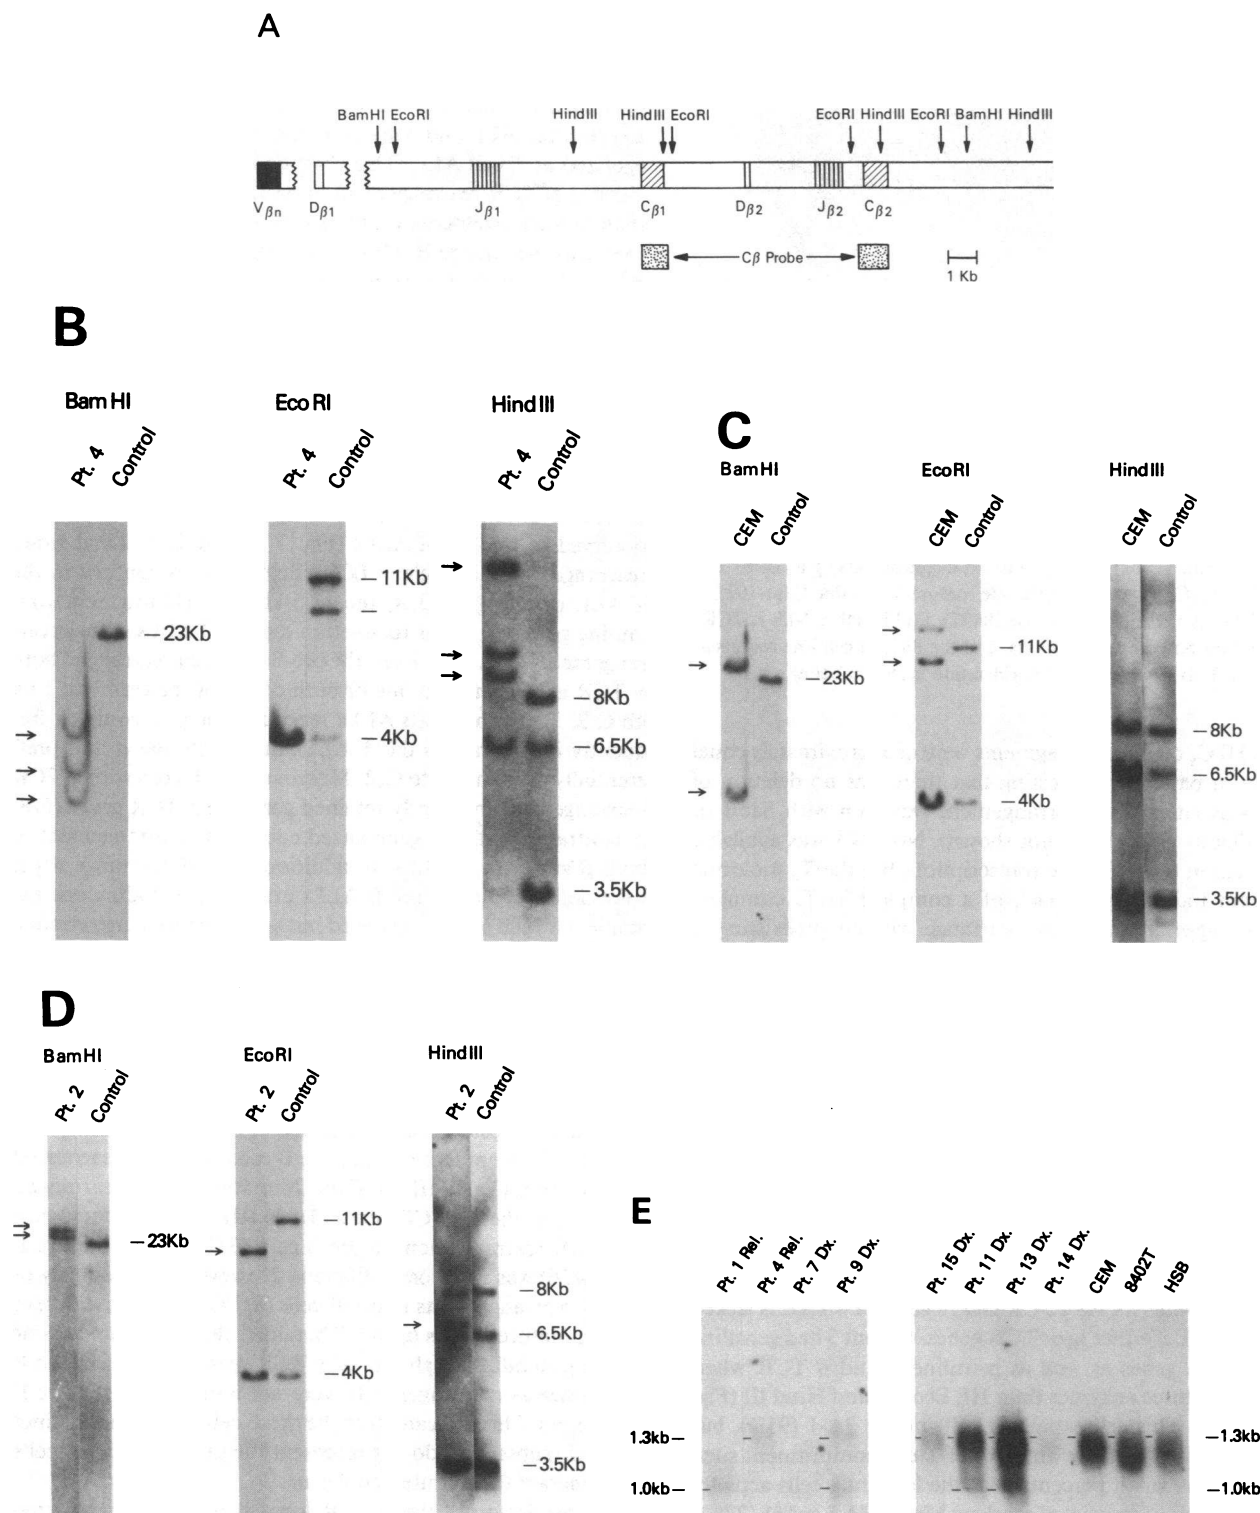 A
BamHI EcoRI HindIII HindIII EcoRI EcoRI HindIII EcoRI BamHI HindIII
Vβn Dβ1 Jβ1 Cβ1 Dβ2 Jβ2 Cβ2
Cβ Probe
1 Kb
B
Bam HI Eco RI Hind III
Pt. 4 Control Pt. 4 Control Pt. 4 Control
—23Kb
—11Kb
—
—4Kb
—8Kb
—6.5Kb
—3.5Kb
C
BamHI EcoRI HindIII
CEM Control CEM Control CEM Control
—23Kb
—11Kb
—4Kb
—8Kb
—6.5Kb
—3.5Kb
D
BamHI EcoRI HindIII
Pt. 2 Control Pt. 2 Control Pt. 2 Control
—23Kb
—11Kb
—4Kb
—8Kb
—6.5Kb
—3.5Kb
E
Pt. 1 Rel. Pt. 4 Rel. Pt. 7 Dx. Pt. 9 Dx. Pt. 15 Dx. Pt. 11 Dx. Pt. 13 Dx. Pt. 14 Dx. CEM 8402T HSB
1.3kb— —1.3kb
1.0kb— —1.0kb